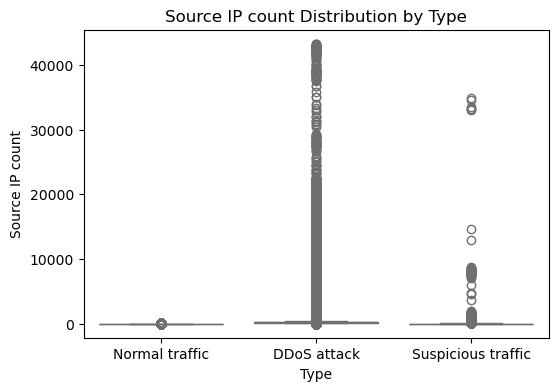 Source IP count Distribution by Type
Source IP count
40000
30000
20000
10000
0
Normal traffic
DDoS attack
Suspicious traffic
Type